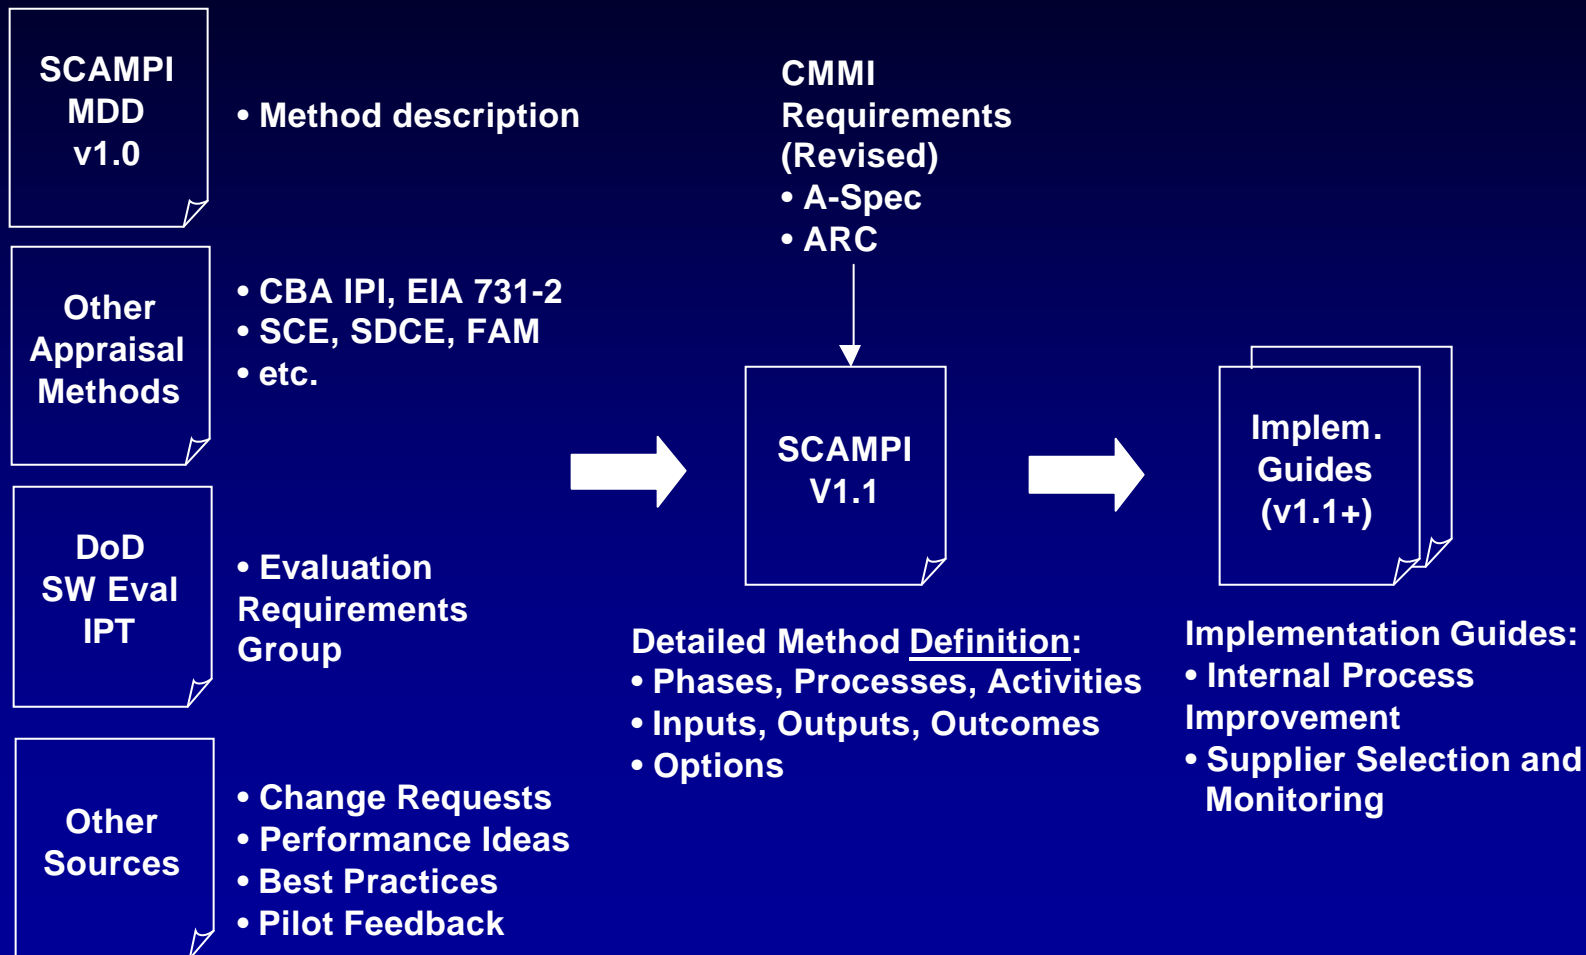 SCAMPI
MDD
v1.0
• Method description
Other
Appraisal
Methods
• CBA IPI, EIA 731-2
• SCE, SDCE, FAM
• etc.
DoD
SW Eval
IPT
• Evaluation
Requirements
Group
Other
Sources
• Change Requests
• Performance Ideas
• Best Practices
• Pilot Feedback
CMMI
Requirements
(Revised)
• A-Spec
• ARC
SCAMPI
V1.1
Detailed Method Definition:
• Phases, Processes, Activities
• Inputs, Outputs, Outcomes
• Options
Implem.
Guides
(v1.1+)
Implementation Guides:
• Internal Process
Improvement
• Supplier Selection and
Monitoring